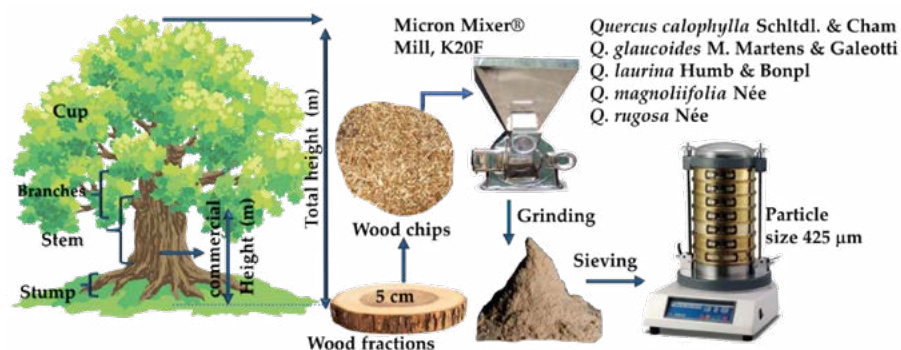 Micron Mixer®
Mill, K20F
Quercus calophylla Schltdl. & Cham
Q. glaucoides M. Martens & Galeotti
Q. laurina Humb & Bonpl
Q. magnoliifolia Née
Q. rugosa Née
Cup
Branches
Stem
Stump
commercial
Height (m)
Total height (m)
Wood chips
5 cm
Wood fractions
Grinding
Sieving
Particle
size 425 μm